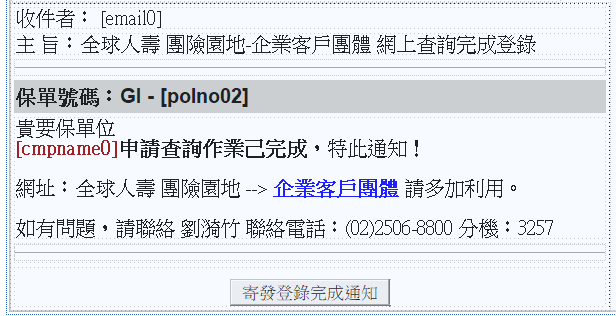 收件者： [email0]
主 旨：全球人壽 團險園地-企業客戶團體 網上查詢完成登錄
保單號碼：GI - [polno02]
貴要保單位
[cmpname0]申請查詢作業己完成，特此通知！
網址：全球人壽 團險園地 --> 企業客戶團體 請多加利用。
如有問題，請聯絡 劉漪竹 聯絡電話：(02)2506-8800 分機：3257
寄發登錄完成通知